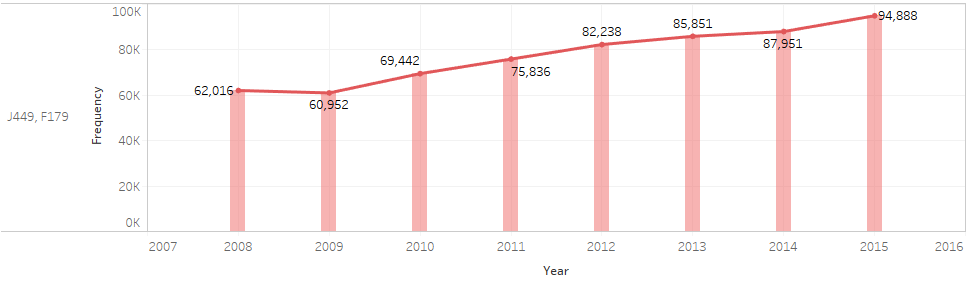 100K
80K
60K
40K
20K
0K
Frequency
J449, F179
62,016
60,952
69,442
75,836
82,238
85,851
87,951
94,888
2007 2008 2009 2010 2011 2012 2013 2014 2015 2016
Year